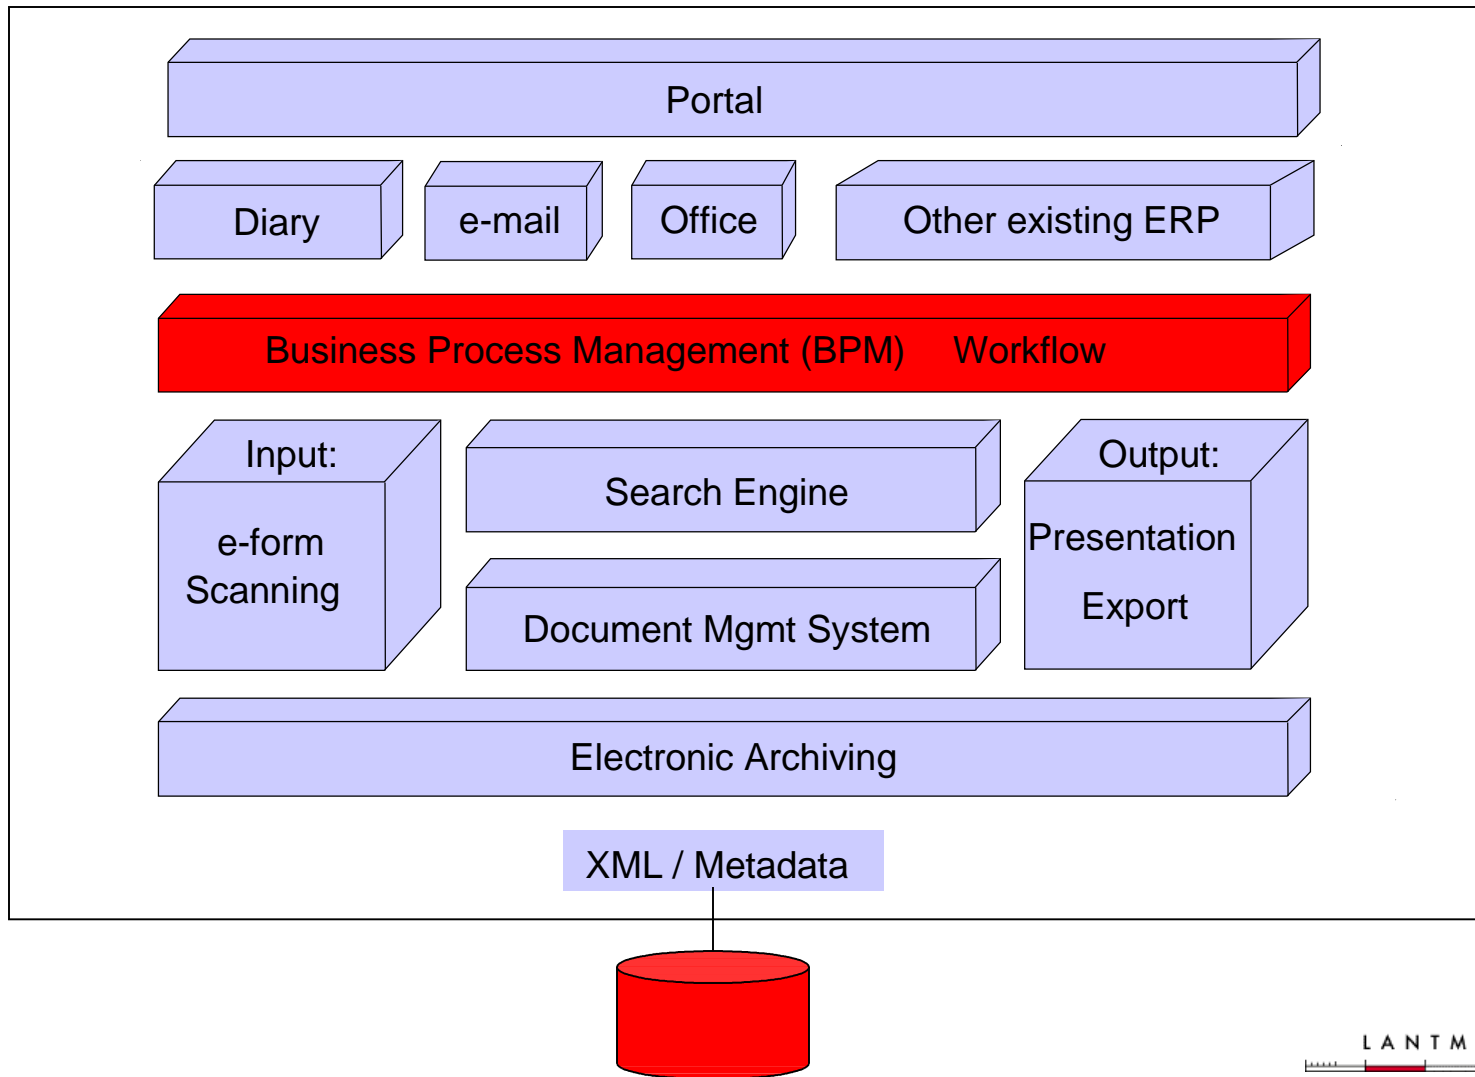 Portal
Diary
e-mail
Office
Other existing ERP
Business Process Management (BPM) Workflow
Input:
e-form
Scanning
Search Engine
Document Mgmt System
Output:
Presentation
Export
Electronic Archiving
XML / Metadata
LANTM